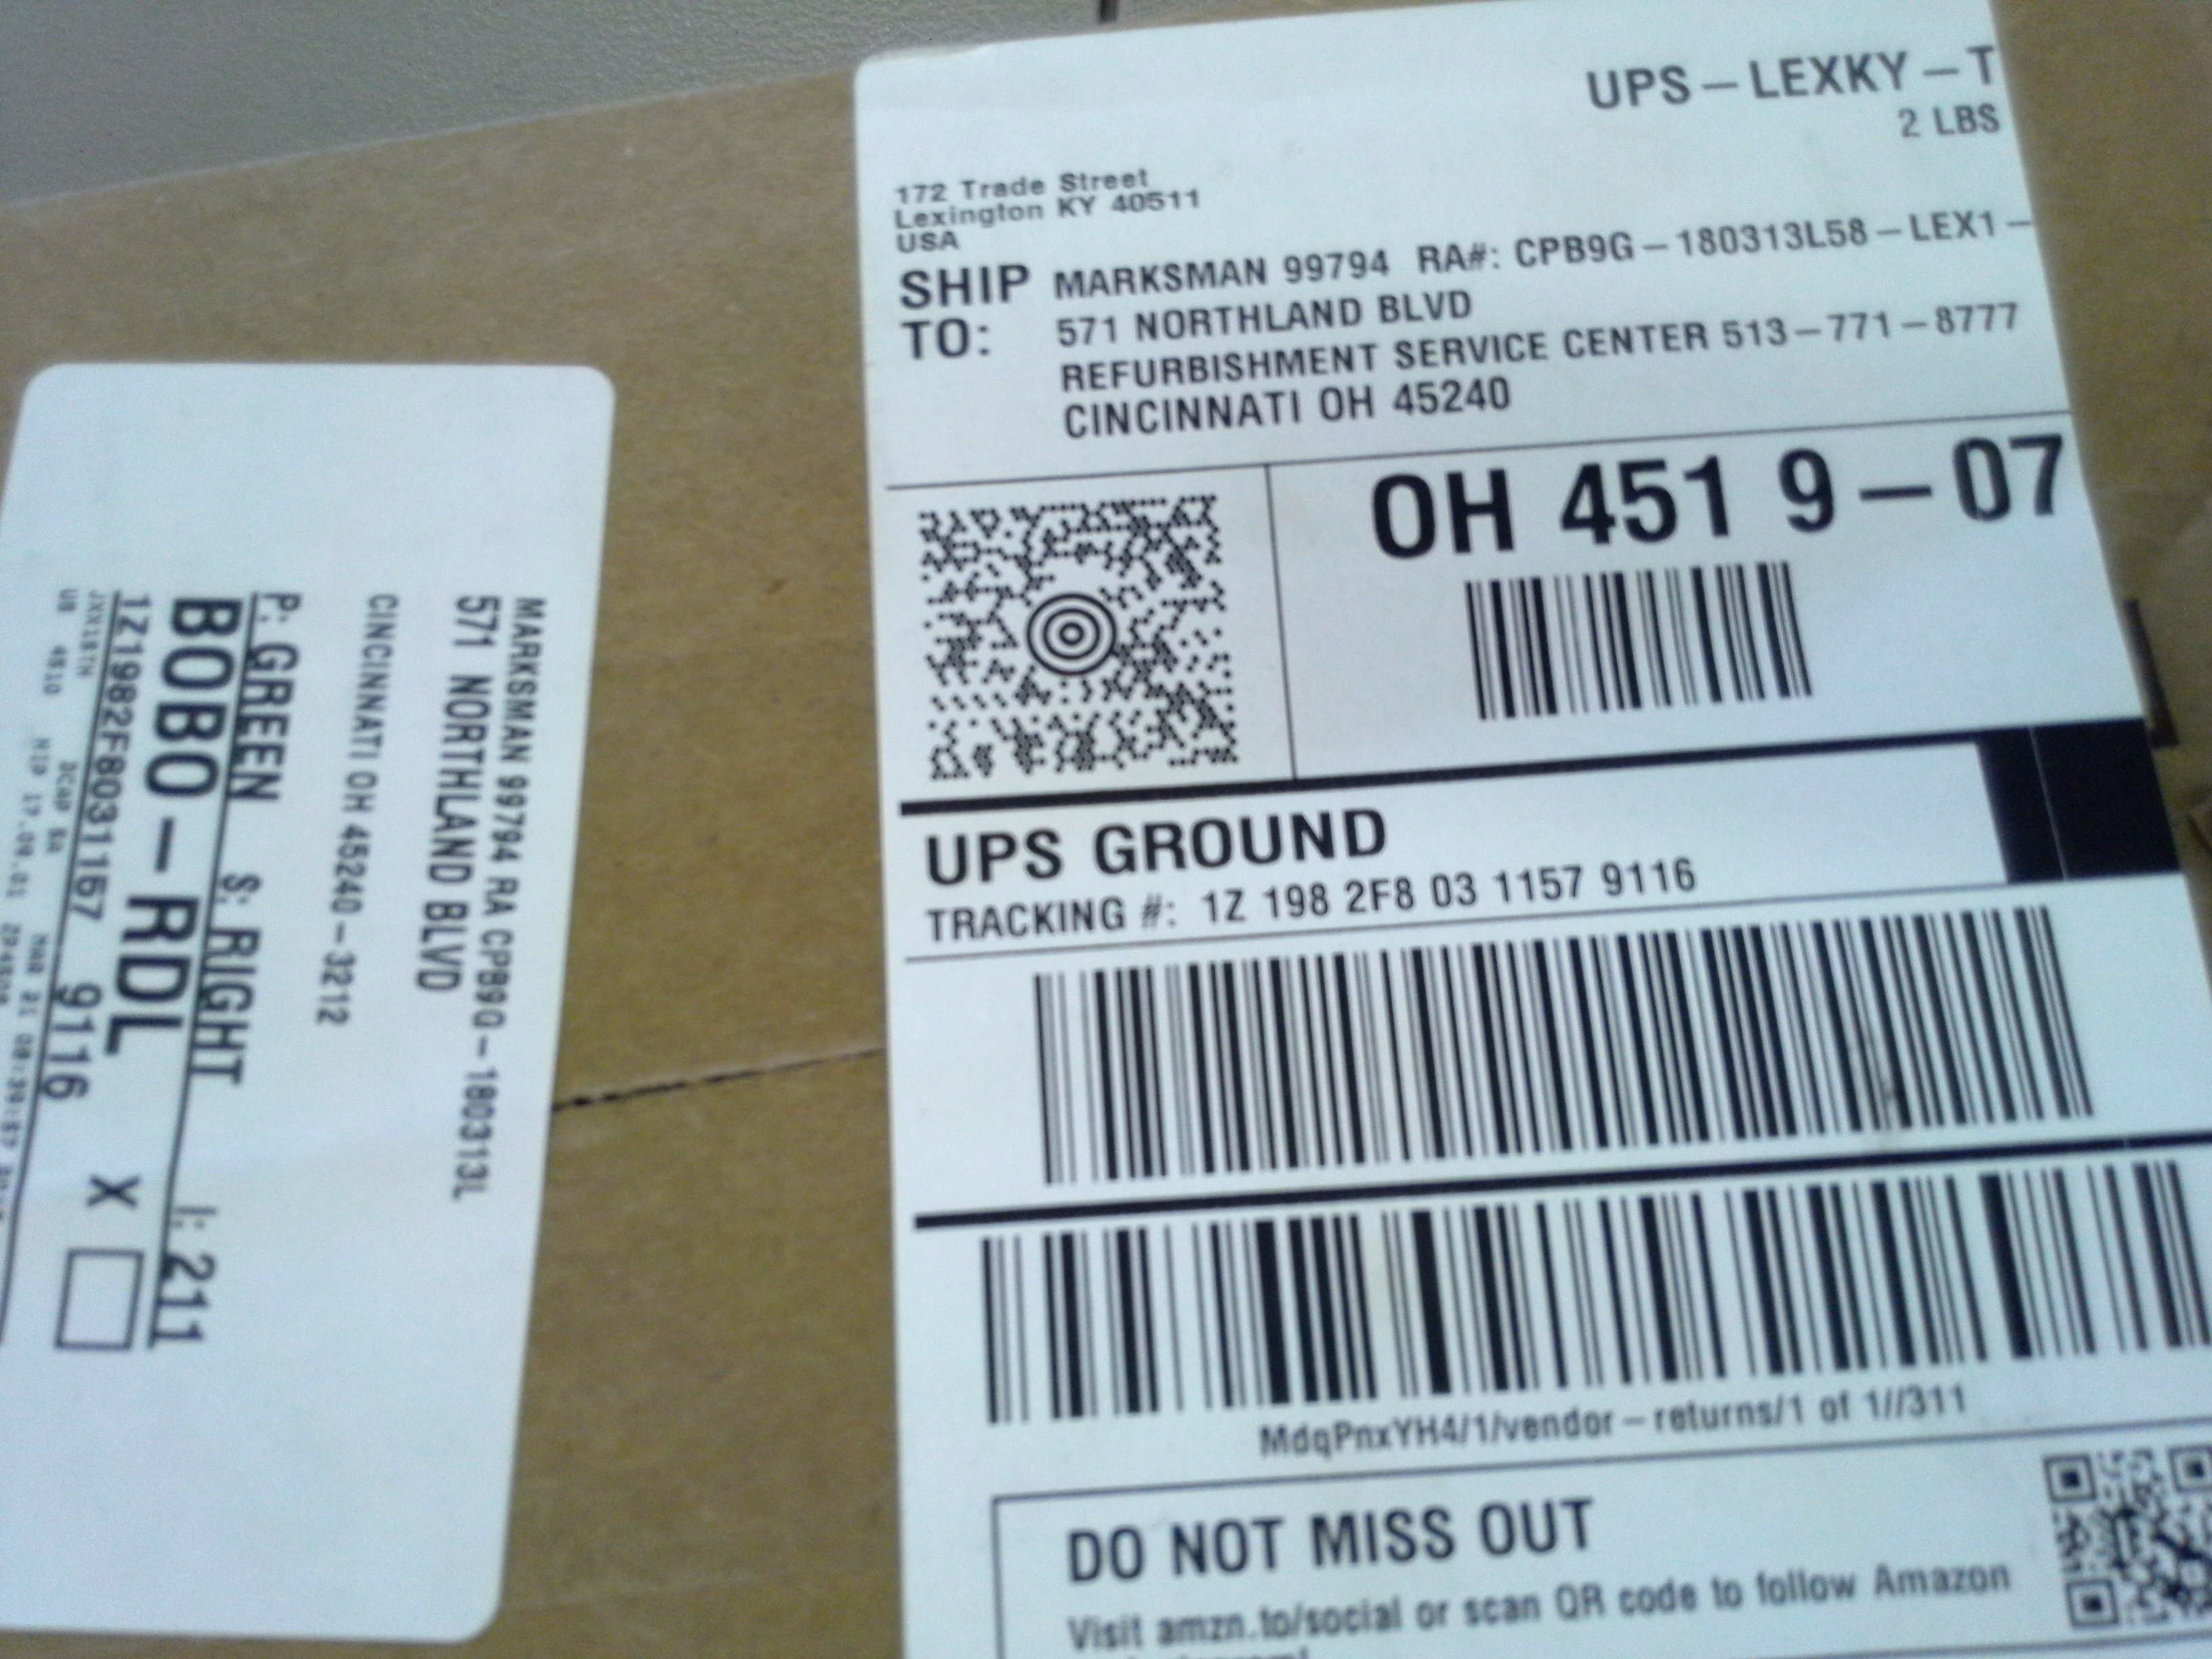 UPS – LEXKY – T
2 LBS
172 Trade Street
Lexington KY 40511
USA
SHIP TO:
MARKSMAN 99794 RA#: CPB9G – 180313L58 – LEX1 –
571 NORTHLAND BLVD
REFURBISHMENT SERVICE CENTER 513 – 771 – 8777
CINCINNATI OH 45240
OH 451 9 – 07
UPS GROUND
TRACKING #: 1Z 198 2F8 03 1157 9116
MdqPnxYH4/1/vendor – returns/1 of 1//311
DO NOT MISS OUT
Visit amzn.to/social or scan QR code to follow Amazon
MARKSMAN 99794 RA CPB9G – 180313L
571 NORTHLAND BLVD
CINCINNATI OH 45240 – 3212
P: GREEN S: RIGHT I: 211
BOBO – RDL
1Z1982F8031157 9116 X